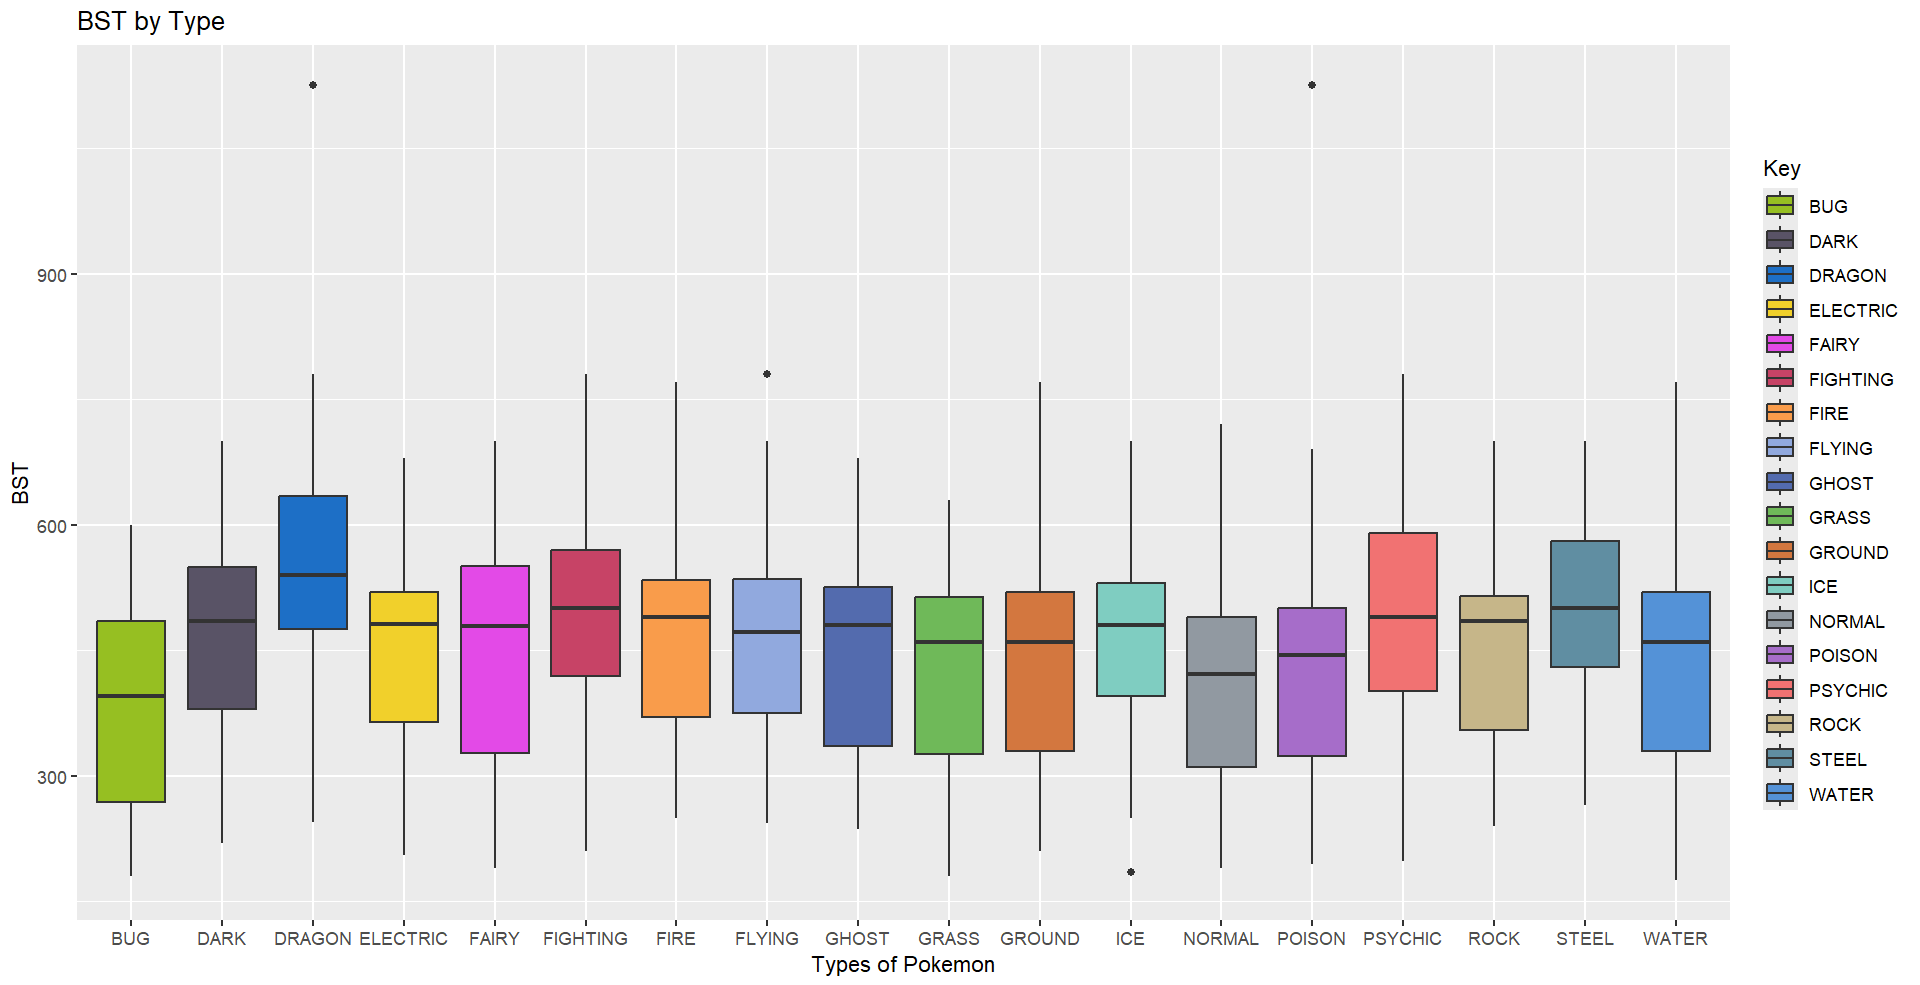 BST by Type
BST
900
600
300
BUG DARK DRAGON ELECTRIC FAIRY FIGHTING FIRE FLYING GHOST GRASS GROUND ICE NORMAL POISON PSYCHIC ROCK STEEL WATER
Types of Pokemon
Key
BUG
DARK
DRAGON
ELECTRIC
FAIRY
FIGHTING
FIRE
FLYING
GHOST
GRASS
GROUND
ICE
NORMAL
POISON
PSYCHIC
ROCK
STEEL
WATER